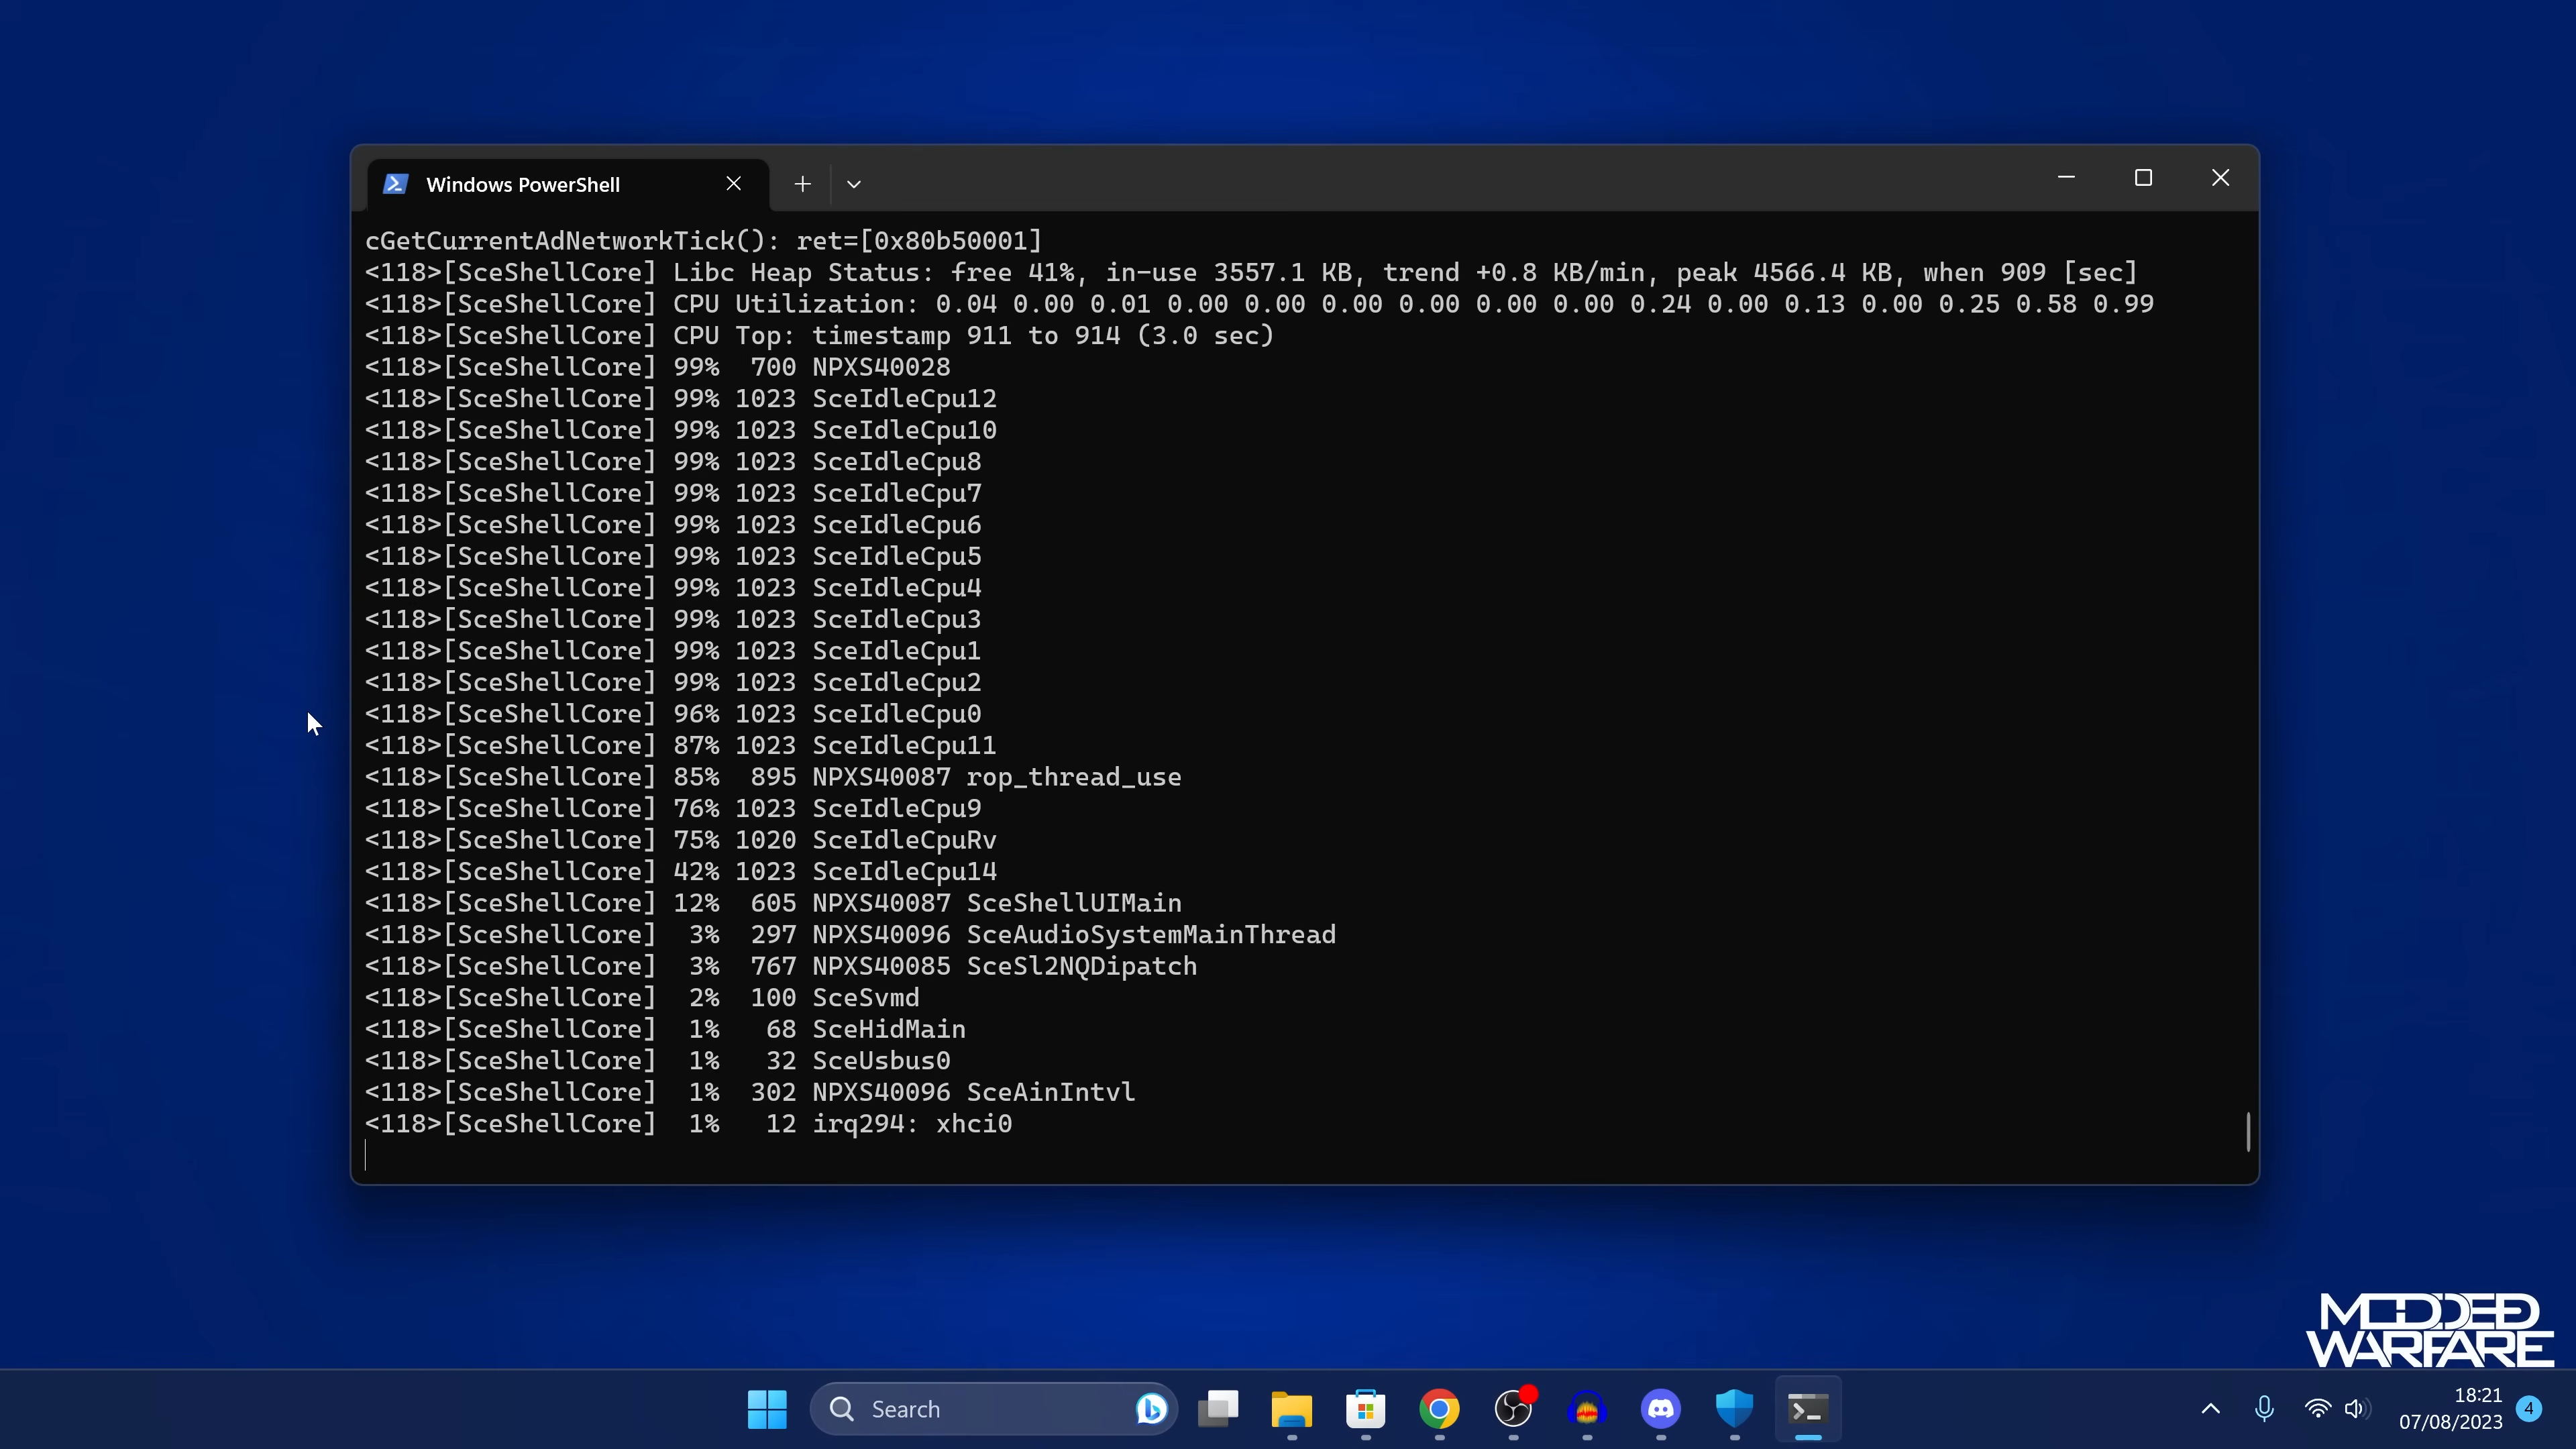 Windows PowerShell
cGetCurrentAdNetworkTick(): ret=[0x80b50001]
<118>[SceShellCore] Libc Heap Status: free 41%, in-use 3557.1 KB, trend +0.8 KB/min, peak 4566.4 KB, when 909 [sec]
<118>[SceShellCore] CPU Utilization: 0.04 0.00 0.01 0.00 0.00 0.00 0.00 0.00 0.00 0.24 0.00 0.13 0.00 0.25 0.58 0.99
<118>[SceShellCore] CPU Top: timestamp 911 to 914 (3.0 sec)
<118>[SceShellCore] 99%  700 NPXS40028
<118>[SceShellCore] 99% 1023 SceIdleCpu12
<118>[SceShellCore] 99% 1023 SceIdleCpu10
<118>[SceShellCore] 99% 1023 SceIdleCpu8
<118>[SceShellCore] 99% 1023 SceIdleCpu7
<118>[SceShellCore] 99% 1023 SceIdleCpu6
<118>[SceShellCore] 99% 1023 SceIdleCpu5
<118>[SceShellCore] 99% 1023 SceIdleCpu4
<118>[SceShellCore] 99% 1023 SceIdleCpu3
<118>[SceShellCore] 99% 1023 SceIdleCpu1
<118>[SceShellCore] 99% 1023 SceIdleCpu2
<118>[SceShellCore] 96% 1023 SceIdleCpu0
<118>[SceShellCore] 87% 1023 SceIdleCpu11
<118>[SceShellCore] 85%  895 NPXS40087 rop_thread_use
<118>[SceShellCore] 76% 1023 SceIdleCpu9
<118>[SceShellCore] 75% 1020 SceIdleCpuRv
<118>[SceShellCore] 42% 1023 SceIdleCpu14
<118>[SceShellCore] 12%  605 NPXS40087 SceShellUIMain
<118>[SceShellCore]  3%  297 NPXS40096 SceAudioSystemMainThread
<118>[SceShellCore]  3%  767 NPXS40085 SceSl2NQDipatch
<118>[SceShellCore]  2%  100 SceSvmd
<118>[SceShellCore]  1%   68 SceHidMain
<118>[SceShellCore]  1%   32 SceUsbus0
<118>[SceShellCore]  1%  302 NPXS40096 SceAinIntvl
<118>[SceShellCore]  1%   12 irq294: xhci0
MODDED
WARFARE
Search
18:21
07/08/2023
4